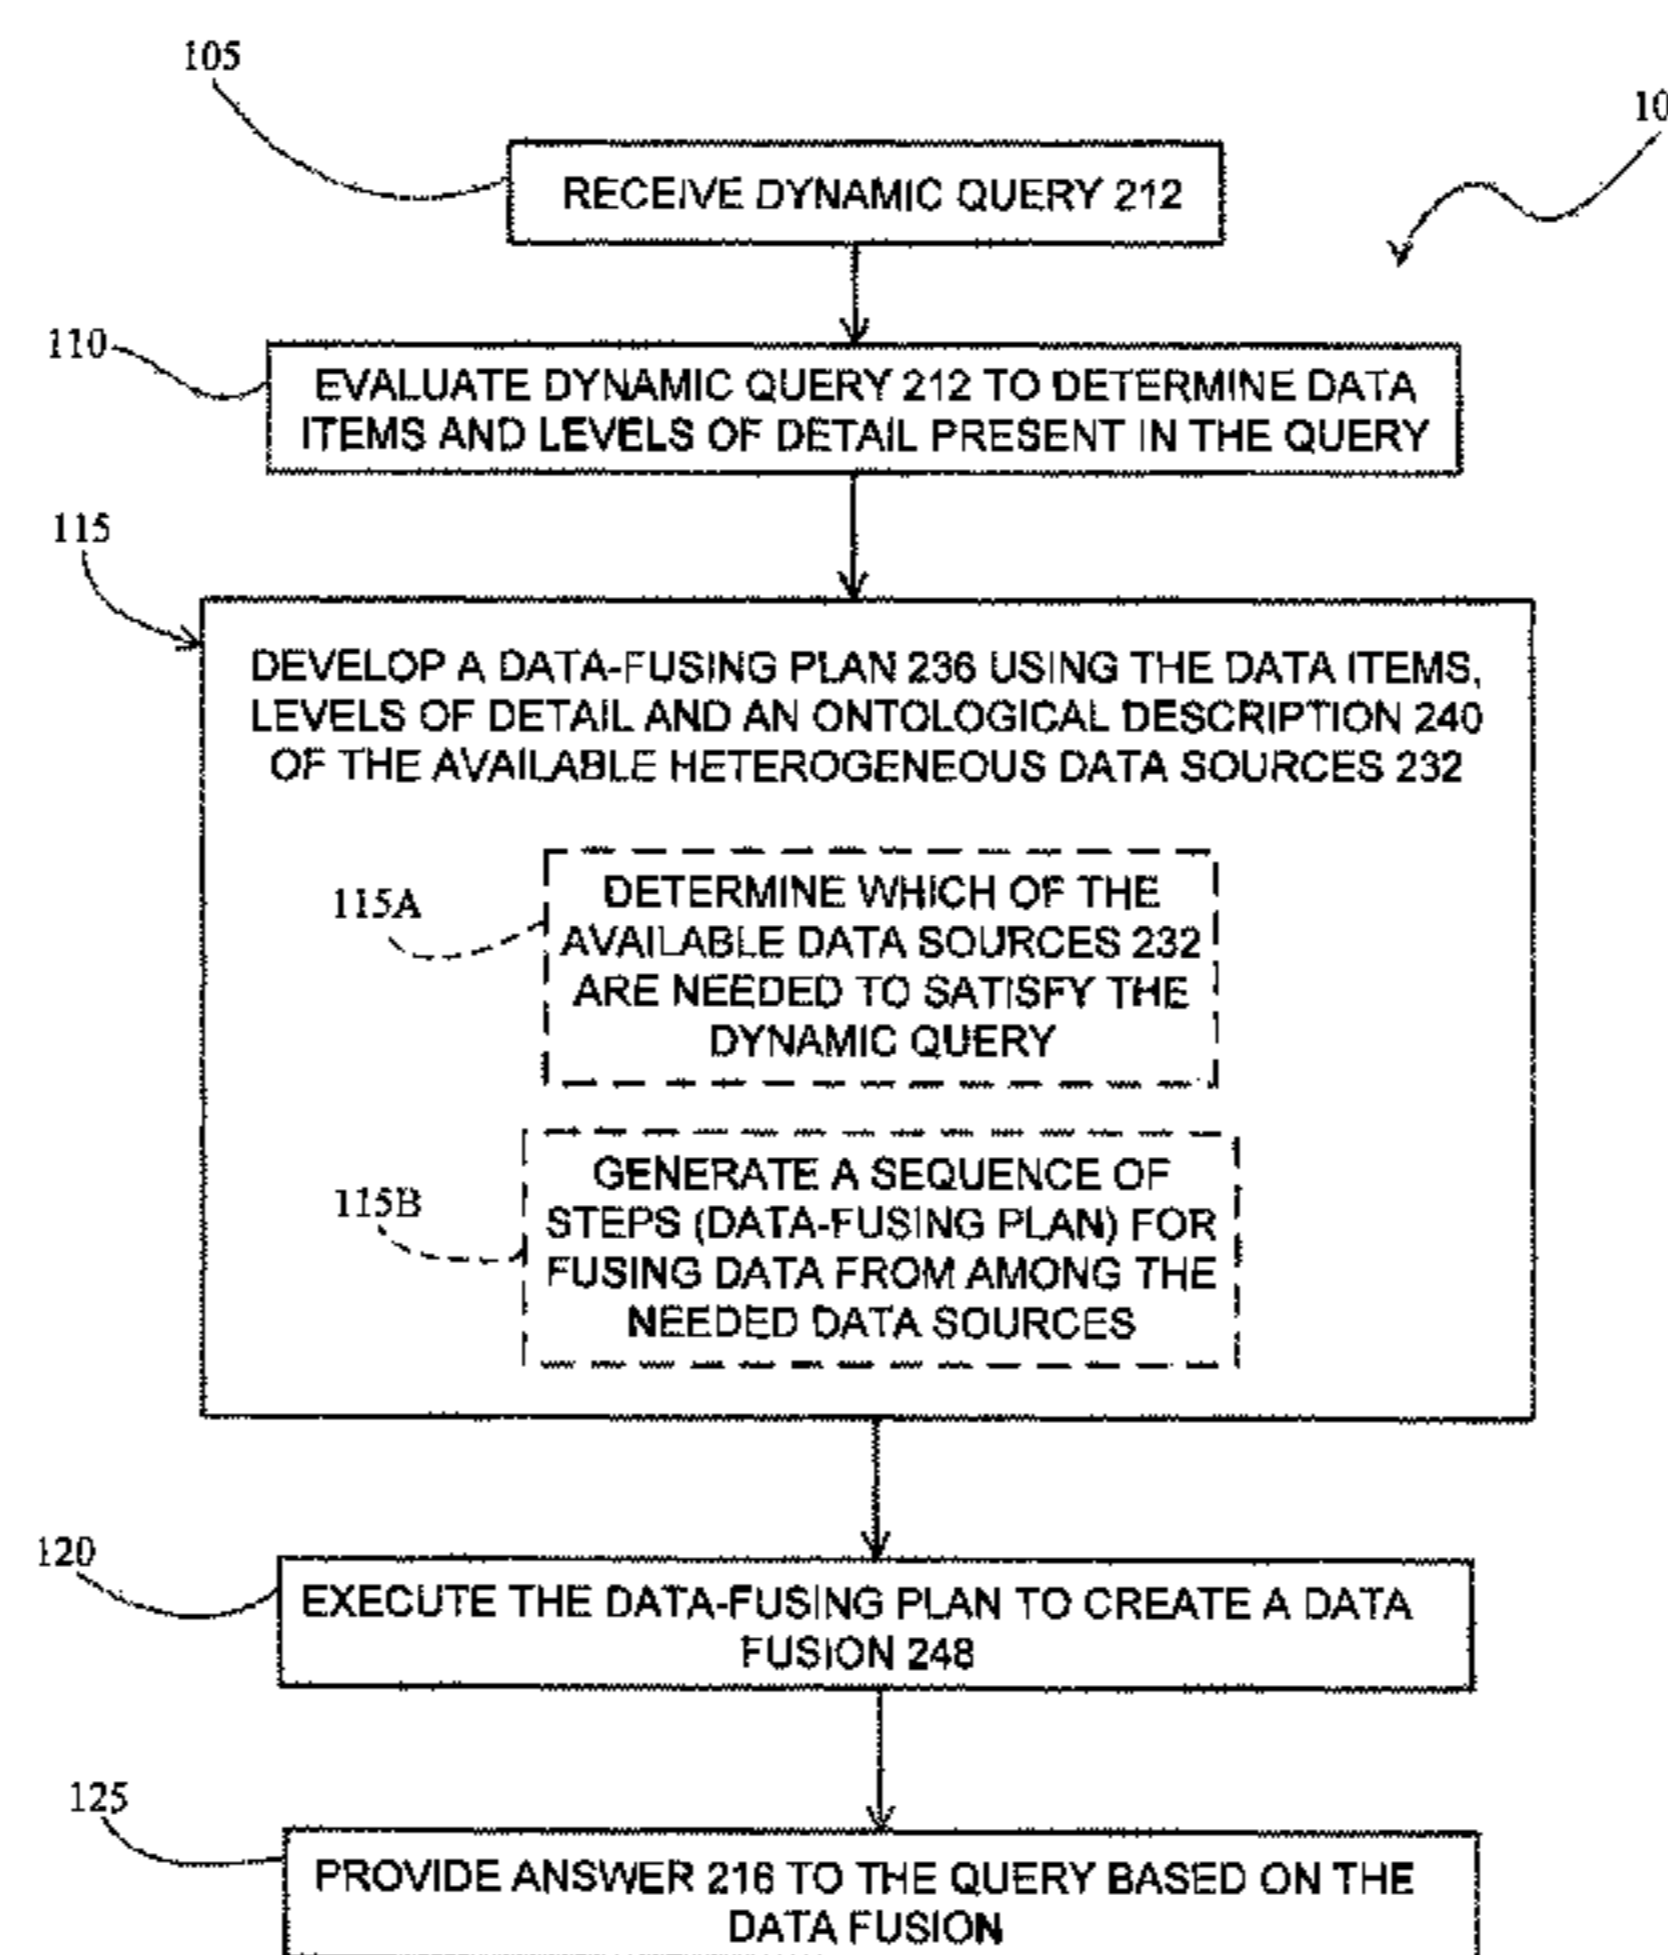 105
10
RECEIVE DYNAMIC QUERY 212
110
EVALUATE DYNAMIC QUERY 212 TO DETERMINE DATA
ITEMS AND LEVELS OF DETAIL PRESENT IN THE QUERY
115
DEVELOP A DATA-FUSING PLAN 236 USING THE DATA ITEMS,
LEVELS OF DETAIL AND AN ONTOLOGICAL DESCRIPTION 240
OF THE AVAILABLE HETEROGENEOUS DATA SOURCES 232
115A
DETERMINE WHICH OF THE
AVAILABLE DATA SOURCES 232
ARE NEEDED TO SATISFY THE
DYNAMIC QUERY
115B
GENERATE A SEQUENCE OF
STEPS (DATA-FUSING PLAN) FOR
FUSING DATA FROM AMONG THE
NEEDED DATA SOURCES
120
EXECUTE THE DATA-FUSING PLAN TO CREATE A DATA
FUSION 248
125
PROVIDE ANSWER 216 TO THE QUERY BASED ON THE
DATA FUSION